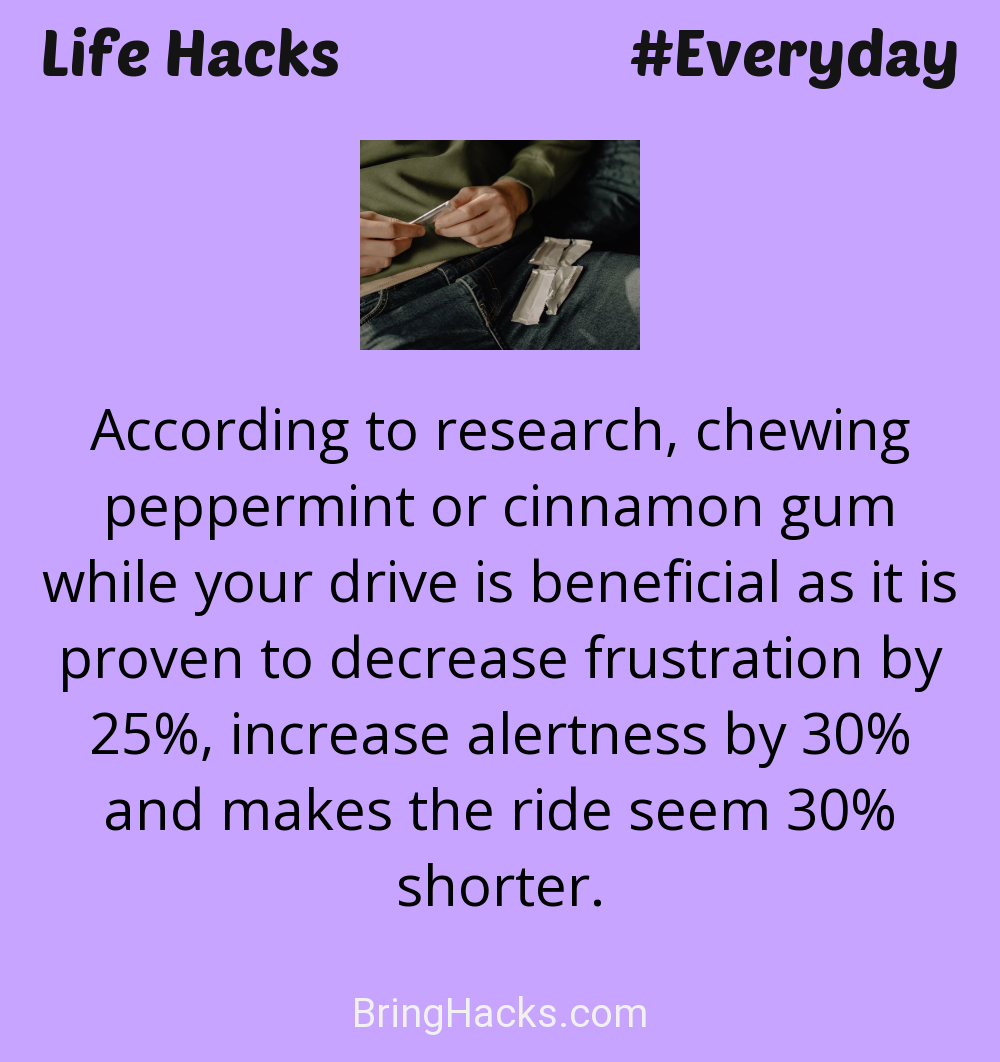 Life Hacks #Everyday
According to research, chewing
peppermint or cinnamon gum
while your drive is beneficial as it is
proven to decrease frustration by
25%, increase alertness by 30%
and makes the ride seem 30%
shorter.
BringHacks.com